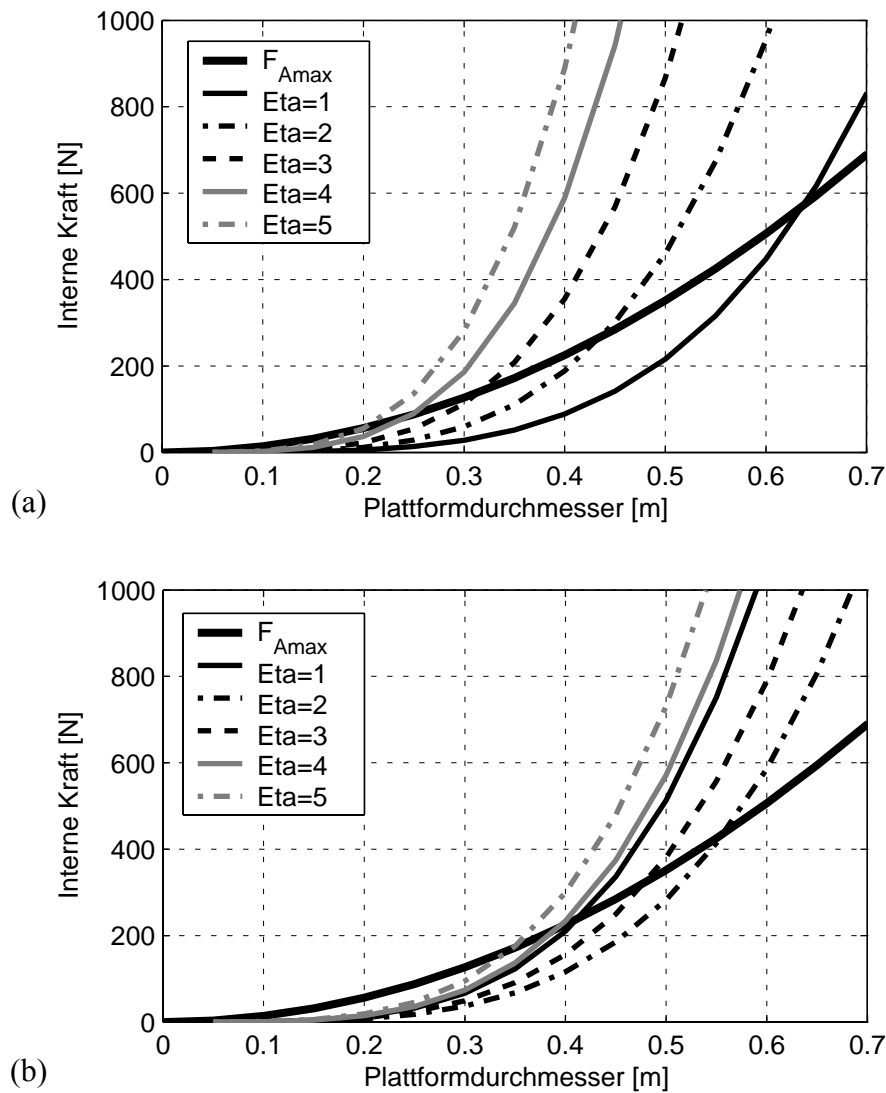 1000
800
600
400
200
0
Interne Kraft [N]
F_Amax
Eta=1
Eta=2
Eta=3
Eta=4
Eta=5
0 0.1 0.2 0.3 0.4 0.5 0.6 0.7
Plattformdurchmesser [m]
(a)
1000
800
600
400
200
0
Interne Kraft [N]
F_Amax
Eta=1
Eta=2
Eta=3
Eta=4
Eta=5
0 0.1 0.2 0.3 0.4 0.5 0.6 0.7
Plattformdurchmesser [m]
(b)